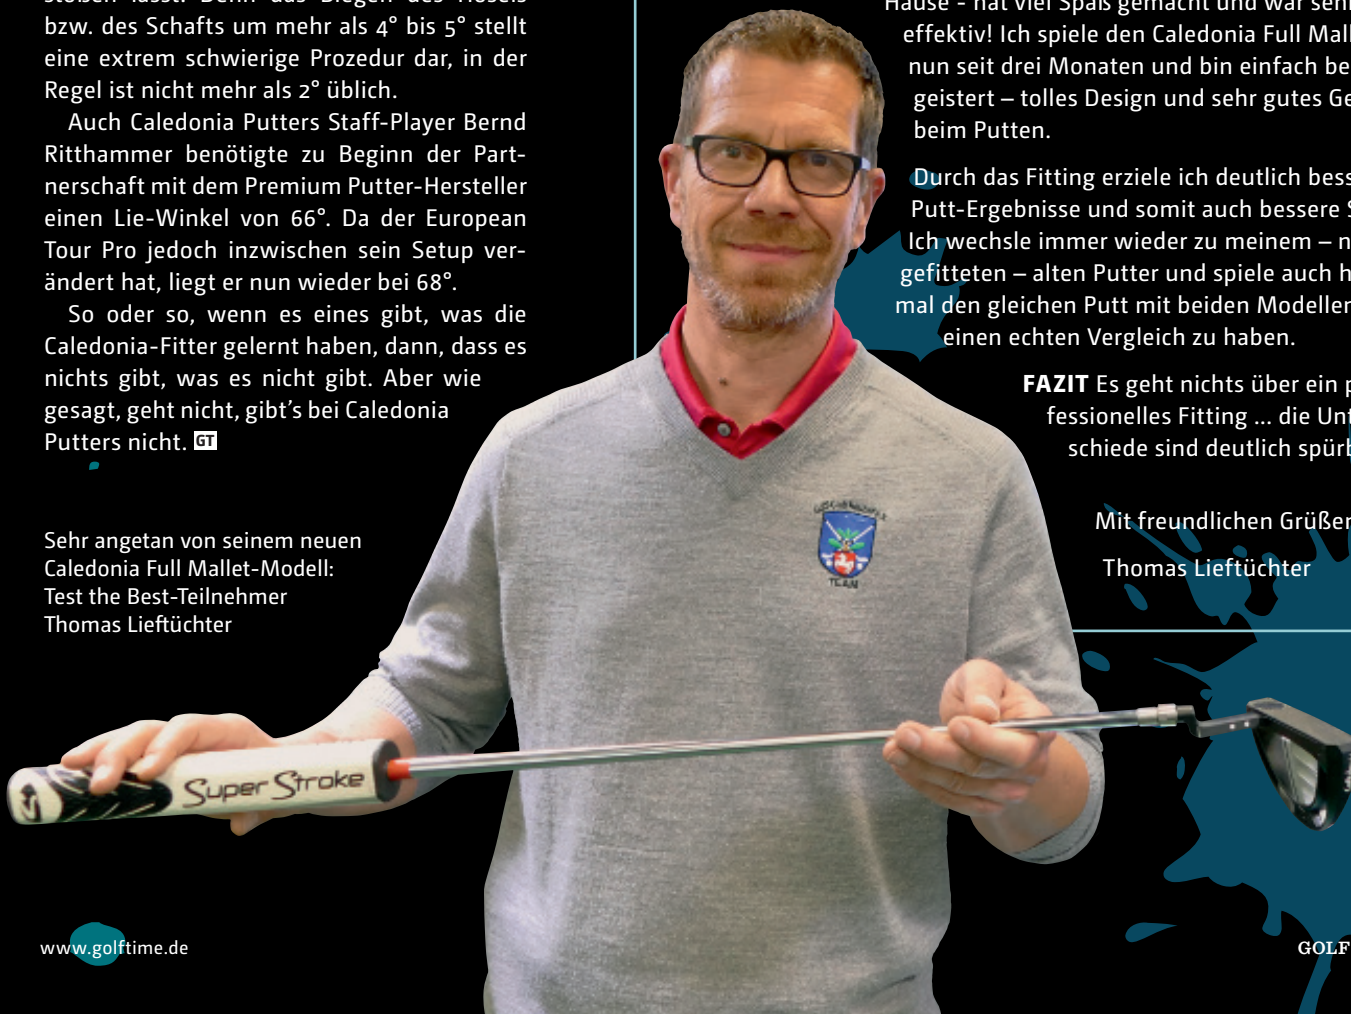 bzw. des Schafts um mehr als 4° bis 5° stellt
eine extrem schwierige Prozedur dar, in der
Regel ist nicht mehr als 2° üblich.
Auch Caledonia Putters Staff-Player Bernd
Ritthammer benötigte zu Beginn der Part-
nerschaft mit dem Premium Putter-Hersteller
einen Lie-Winkel von 66°. Da der European
Tour Pro jedoch inzwischen sein Setup ver-
ändert hat, liegt er nun wieder bei 68°.
So oder so, wenn es eines gibt, was die
Caledonia-Fitter gelernt haben, dann, dass es
nichts gibt, was es nicht gibt. Aber wie
gesagt, geht nicht, gibt's bei Caledonia
Putters nicht. GT
Sehr angetan von seinem neuen
Caledonia Full Mallet-Modell:
Test the Best-Teilnehmer
Thomas Lieftüchter
Hause - hat viel Spaß gemacht und war
effektiv! Ich spiele den Caledonia Full
nun seit drei Monaten und bin einfach be
geistert – tolles Design und sehr gutes
beim Putten.
Durch das Fitting erziele ich deutlich
Putt-Ergebnisse und somit auch bessere
Ich wechsle immer wieder zu meinem –
gefitteten – alten Putter und spiele auch
mal den gleichen Putt mit beiden
einen echten Vergleich zu haben.
FAZIT Es geht nichts über ein
fessionelles Fitting ... die
schiede sind deutlich
Mit freundlichen
Thomas Lieftüchter
TEAM
Super Stroke
www.golftime.de
GOLF